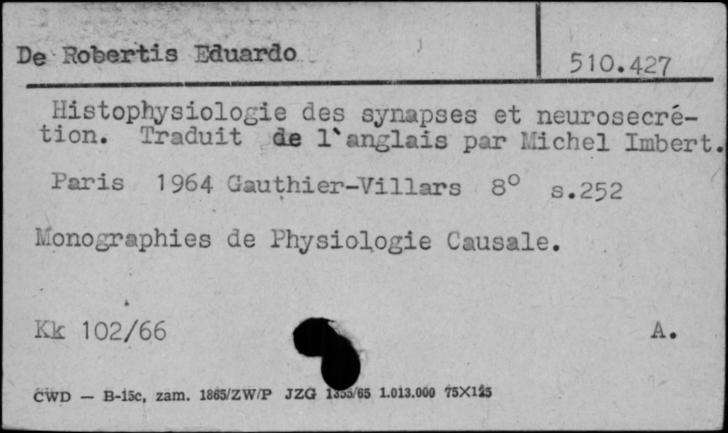 De Robertis Eduardo
510.427
Histophysiologie des synapses et neurosecré-
tion. Traduit de l'anglais par Michel Imbert.
Paris 1964 Gauthier-Villars 8° s.252
Monographies de Physiologie Causale.
Kk 102/66 A.
CWD — B-15c, zam. 1865/ZW/P JZG 1355/65 1.013.000 75X125